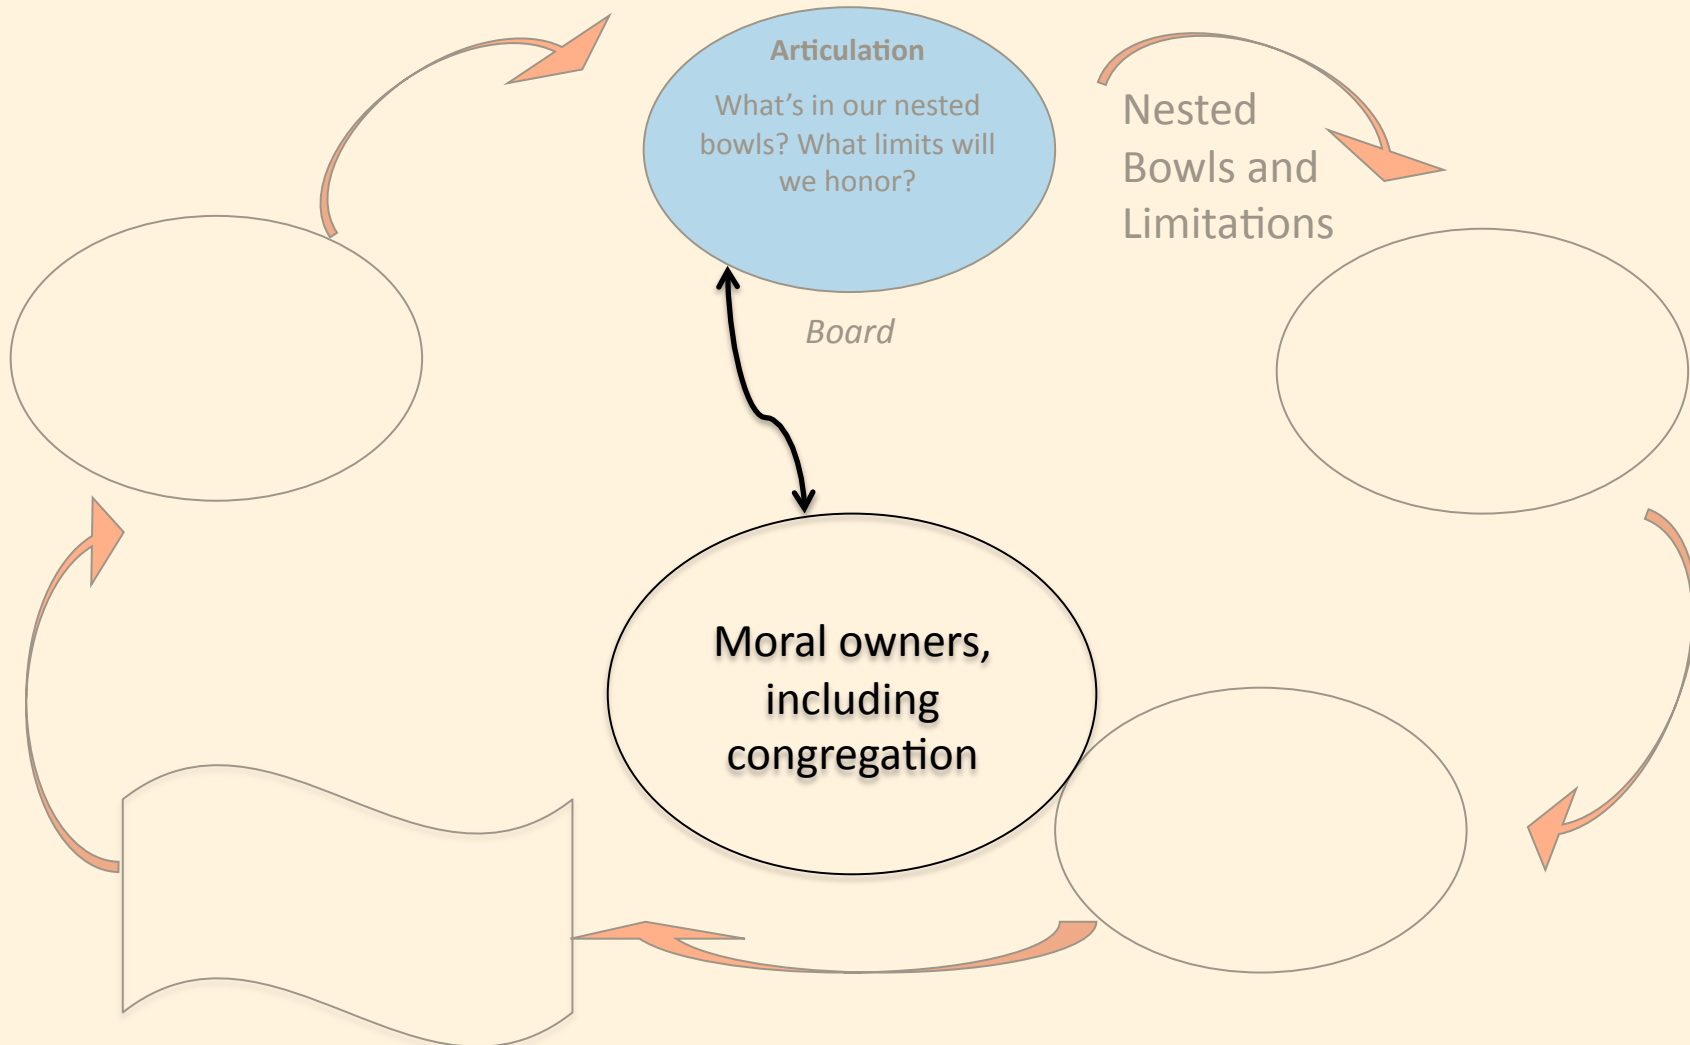 Articulation
What’s in our nested
bowls? What limits will
we honor?
Nested
Bowls and
Limitations
Board
Moral owners,
including
congregation